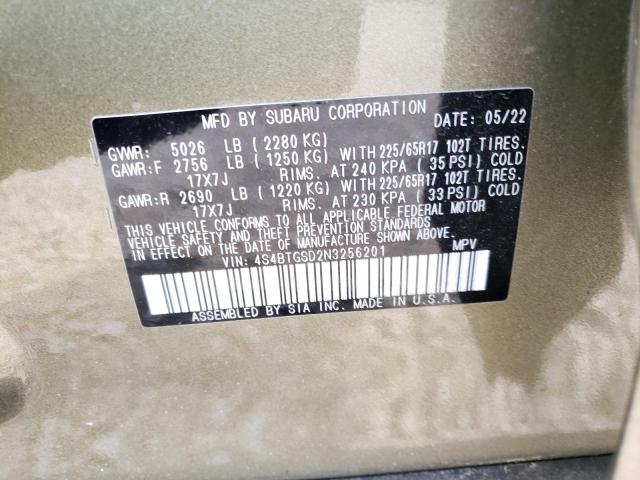 MFD BY SUBARU CORPORATION DATE: 05/22
GVWR: 5026 LB (2280 KG)
GAWR:F 2756 LB (1250 KG) WITH 225/65R17 102T TIRES.
17X7J RIMS. AT 240 KPA (35 PSI) COLD
GAWR:R 2690 LB (1220 KG) WITH 225/65R17 102T TIRES.
17X7J RIMS. AT 230 KPA (33 PSI) COLD
THIS VEHICLE CONFORMS TO ALL APPLICABLE FEDERAL MOTOR
VEHICLE SAFETY AND THEFT PREVENTION STANDARDS
IN EFFECT ON THE DATE OF MANUFACTURE SHOWN ABOVE.
VIN: 4S4BTGSD2N3256201 MPV
ASSEMBLED BY SIA INC. MADE IN U.S.A.